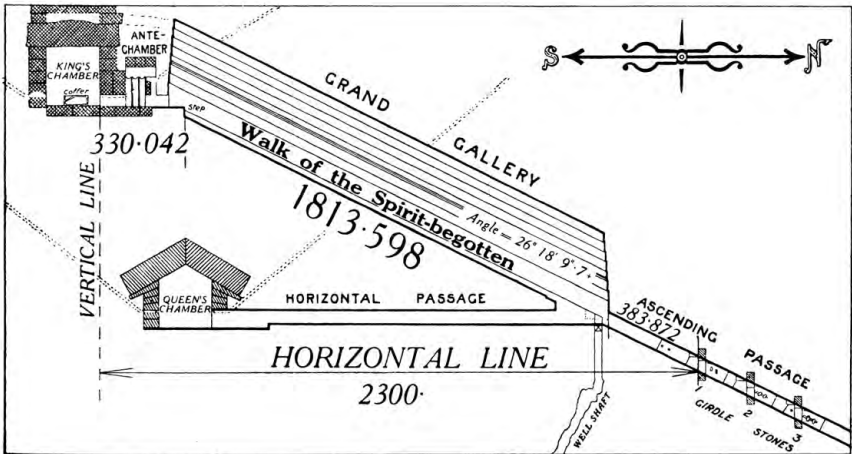 ANTE-
CHAMBER
KING'S
CHAMBER
coffer
Step
330·042
S
N
GRAND
GALLERY
Walk of the Spirit-begotten
1813·598
Angle = 26° 18' 9"·7+
VERTICAL LINE
QUEEN'S
CHAMBER
HORIZONTAL PASSAGE
ASCENDING
PASSAGE
383·872
HORIZONTAL LINE
2300·
WELL SHAFT
1
2
3
GIRDLE
STONES